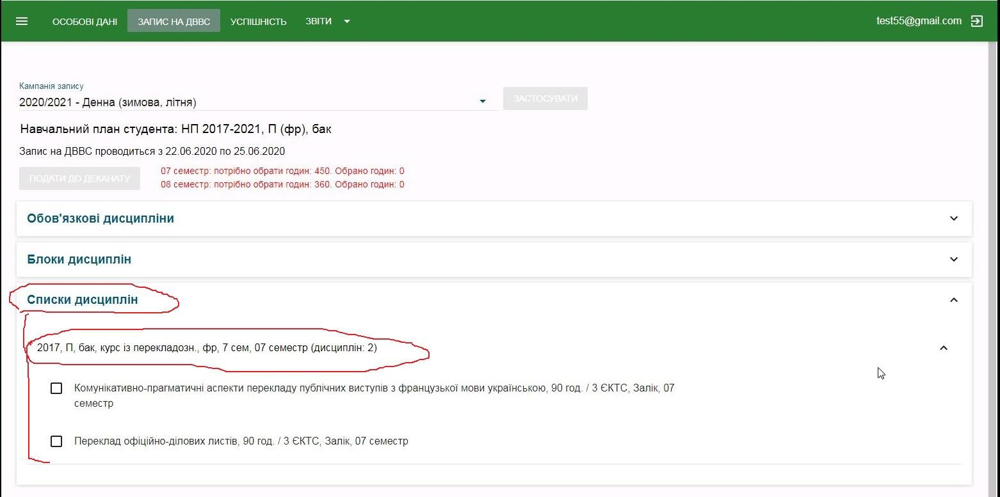 ОСОБОВІ ДАНІ ЗАПИС НА ДВВС УСПІШНІСТЬ ЗВІТИ test55@gmail.com
Кампанія запису
2020/2021 - Денна (зимова, літня) ЗАСТОСУВАТИ
Навчальний план студента: НП 2017-2021, П (фр), бак
Запис на ДВВС проводиться з 22.06.2020 по 25.06.2020
ПОДАТИ ДО ДЕКАНАТУ
07 семестр: потрібно обрати годин: 450. Обрано годин: 0
08 семестр: потрібно обрати годин: 360. Обрано годин: 0
Обов'язкові дисципліни
Блоки дисциплін
Списки дисциплін
2017, П, бак, курс із перекладозн., фр, 7 сем, 07 семестр (дисциплін: 2)
Комунікативно-прагматичні аспекти перекладу публічних виступів з французької мови українською, 90 год. / 3 ЄКТС, Залік, 07
семестр
Переклад офіційно-ділових листів, 90 год. / 3 ЄКТС, Залік, 07 семестр